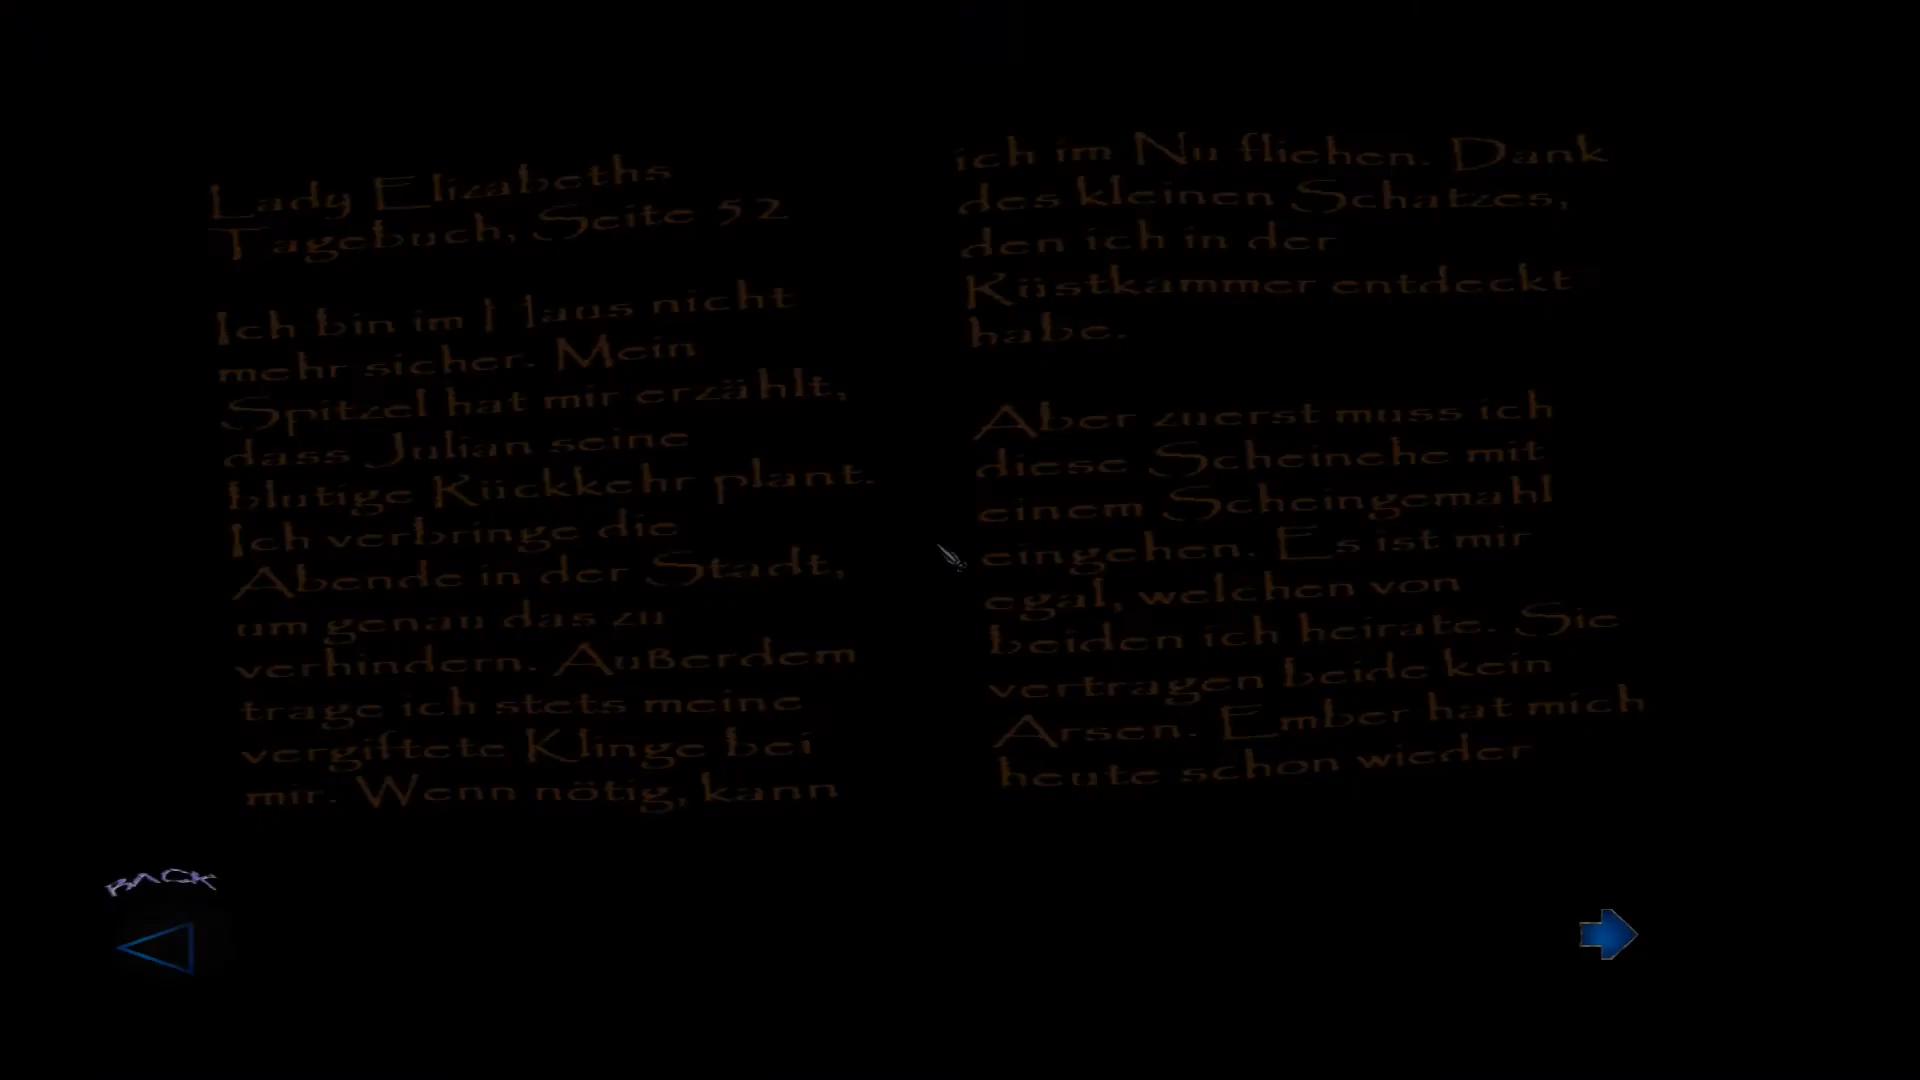 Lady Elizabeths
Tagebuch, Seite 52
Ich bin im Haus nicht
mehr sicher. Mein
Spitzel hat mir erzählt,
dass Julian seine
blutige Rückkehr plant.
Ich verbringe die
Abende in der Stadt,
um genau das zu
verhindern. Außerdem
trage ich stets meine
vergiftete Klinge bei
mir. Wenn nötig, kann
ich im Nu fliehen. Dank
des kleinen Schatzes,
den ich in der
Rüstkammer entdeckt
habe.
Aber zuerst muss ich
diese Scheinehe mit
einem Scheingemahl
eingehen. Es ist mir
egal, welchen von
beiden ich heirate. Sie
vertragen beide kein
Arsen. Ember hat mich
heute schon wieder
BACK